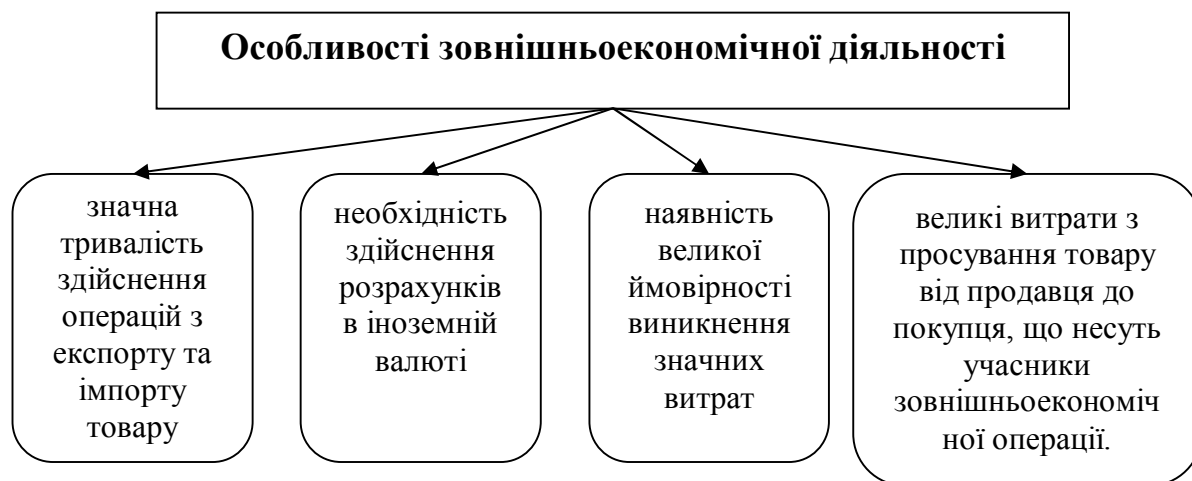 Особливості зовнішньоекономічної діяльності
значна
тривалість
здійснення
операцій з
експорту та
імпорту
товару
необхідність
здійснення
розрахунків
в іноземній
валюті
наявність
великої
ймовірності
виникнення
значних
витрат
великі витрати з
просування товару
від продавця до
покупця, що несуть
учасники
зовнішньоекономіч
ної операції.